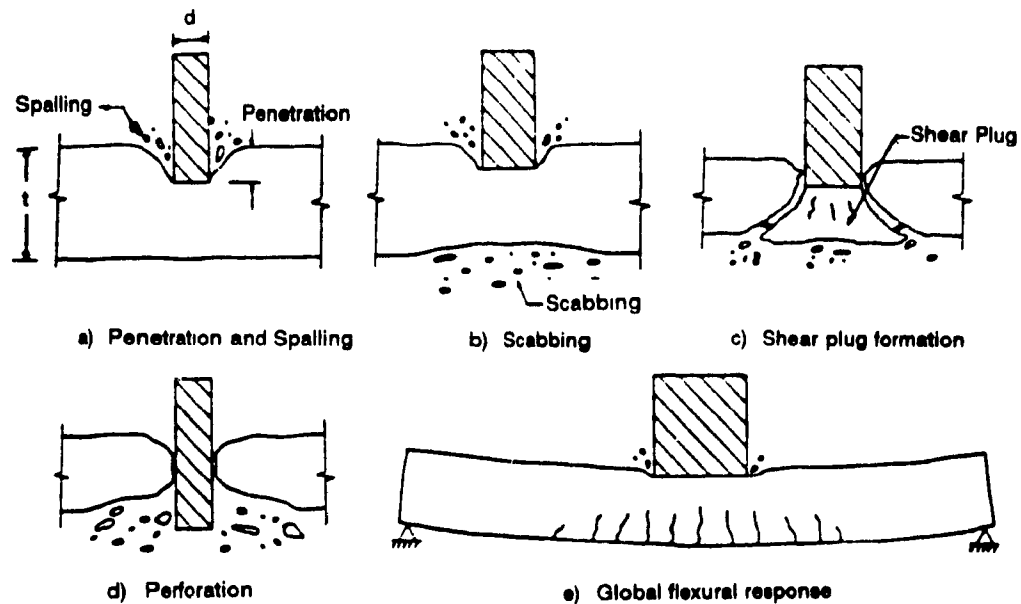 d
Spalling
Penetration
t
a) Penetration and Spalling
Scabbing
b) Scabbing
Shear Plug
c) Shear plug formation
d) Perforation
e) Global flexural response